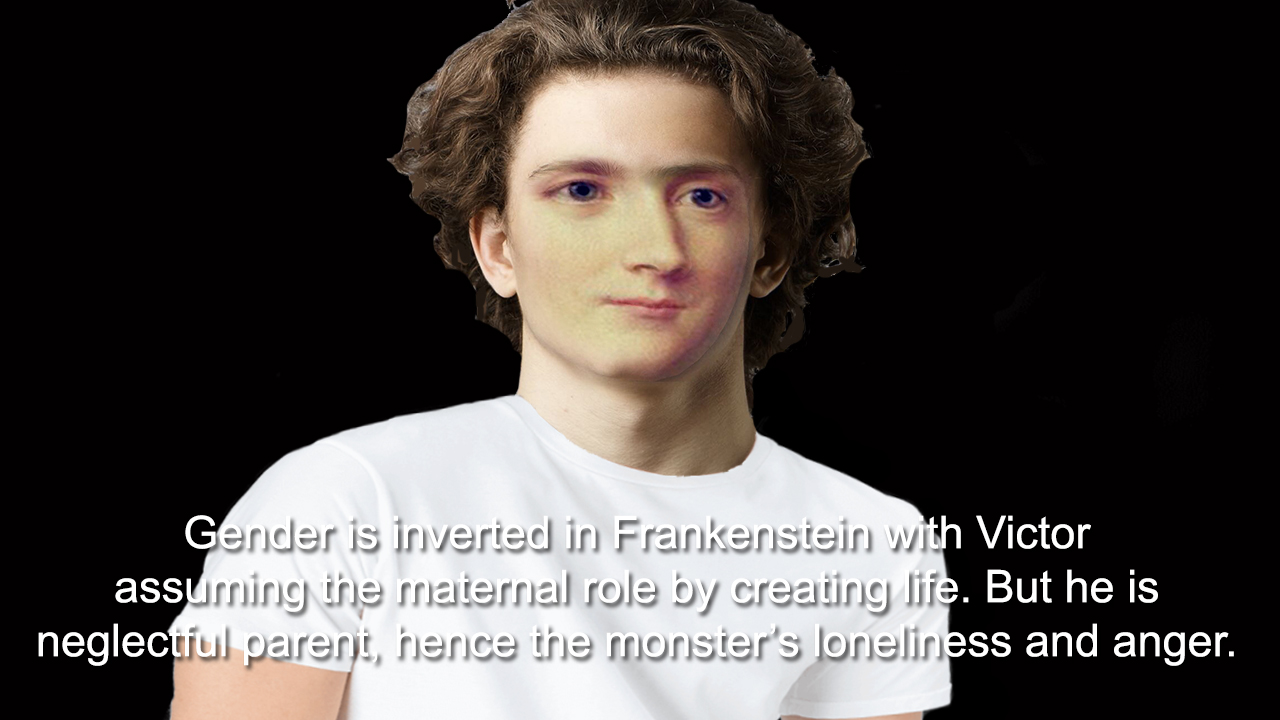 Gender is inverted in Frankenstein with Victor
assuming the maternal role by creating life. But he is
neglectful parent, hence the monster’s loneliness and anger.